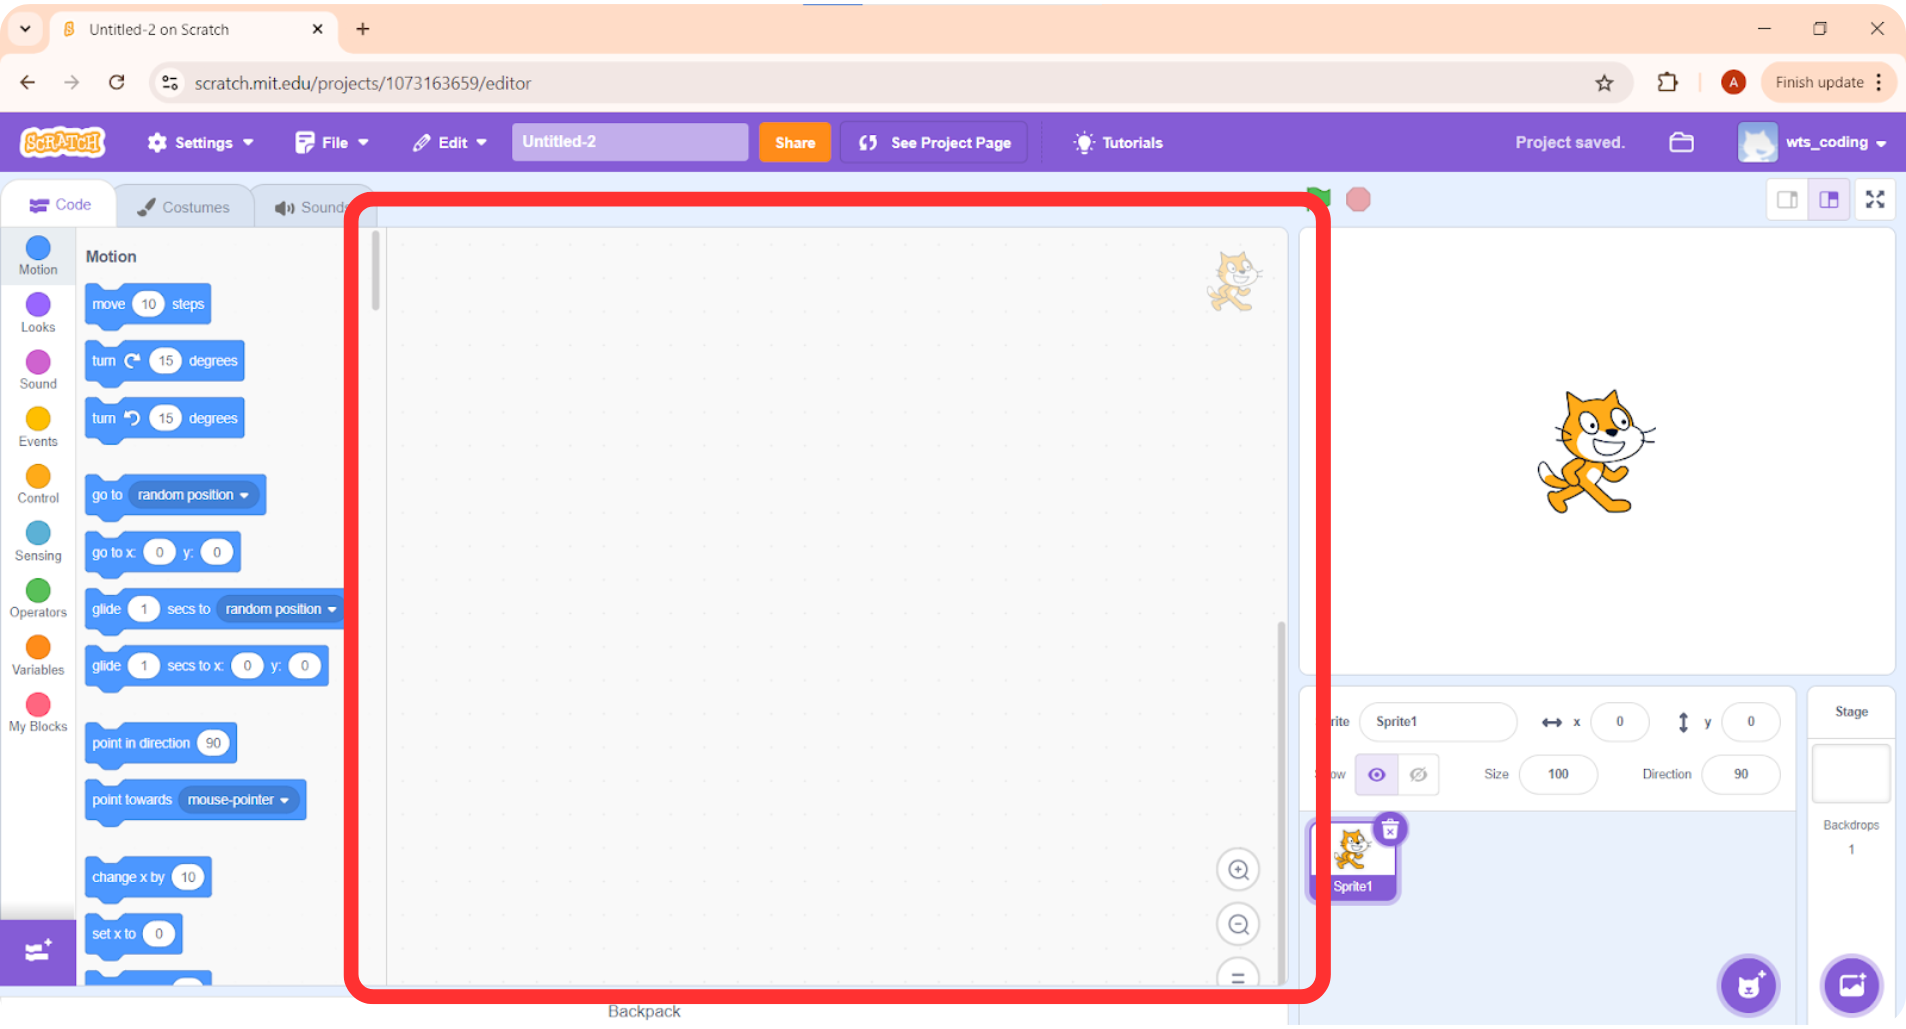 Untitled-2 on Scratch
scratch.mit.edu/projects/1073163659/editor
A
Finish update
SCRATCH
Settings
File
Edit
Untitled-2
Share
See Project Page
Tutorials
Project saved.
wts_coding
Code
Costumes
Sounds
Motion
Looks
Sound
Events
Control
Sensing
Operators
Variables
My Blocks
Motion
move 10 steps
turn 15 degrees
turn 15 degrees
go to random position
go to x: 0 y: 0
glide 1 secs to random position
glide 1 secs to x: 0 y: 0
point in direction 90
point towards mouse-pointer
change x by 10
set x to 0
Backpack
rite Sprite1 x 0 y 0
ow Size 100 Direction 90
Sprite1
Stage
Backdrops
1